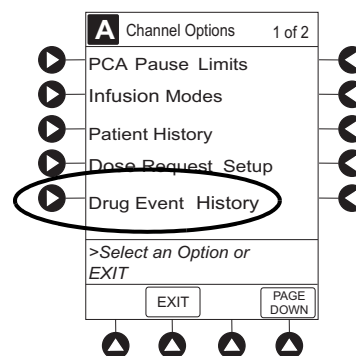 A Channel Options 1 of 2
PCA Pause Limits
Infusion Modes
Patient History
Dose Request Setup
Drug Event History
>Select an Option or
EXIT
EXIT
PAGE
DOWN